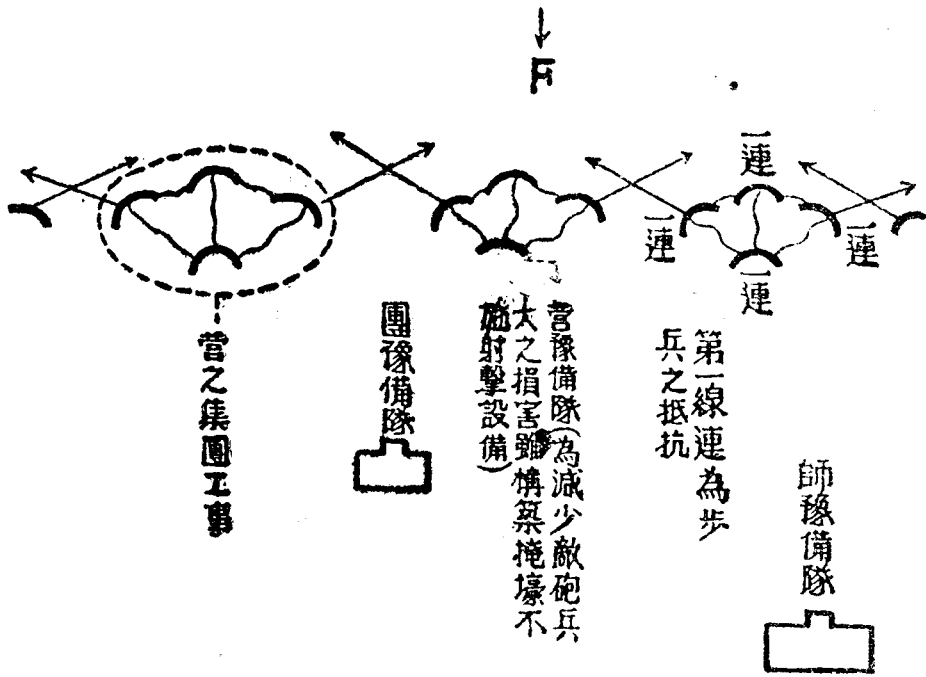 F
一連
一連
一連
一連
第一線連為步
兵之抵抗
師豫備隊
營豫備隊(為減少敵砲兵
大之損害雖構築掩壕不
施射擊設備)
團豫備隊
營之集團工事